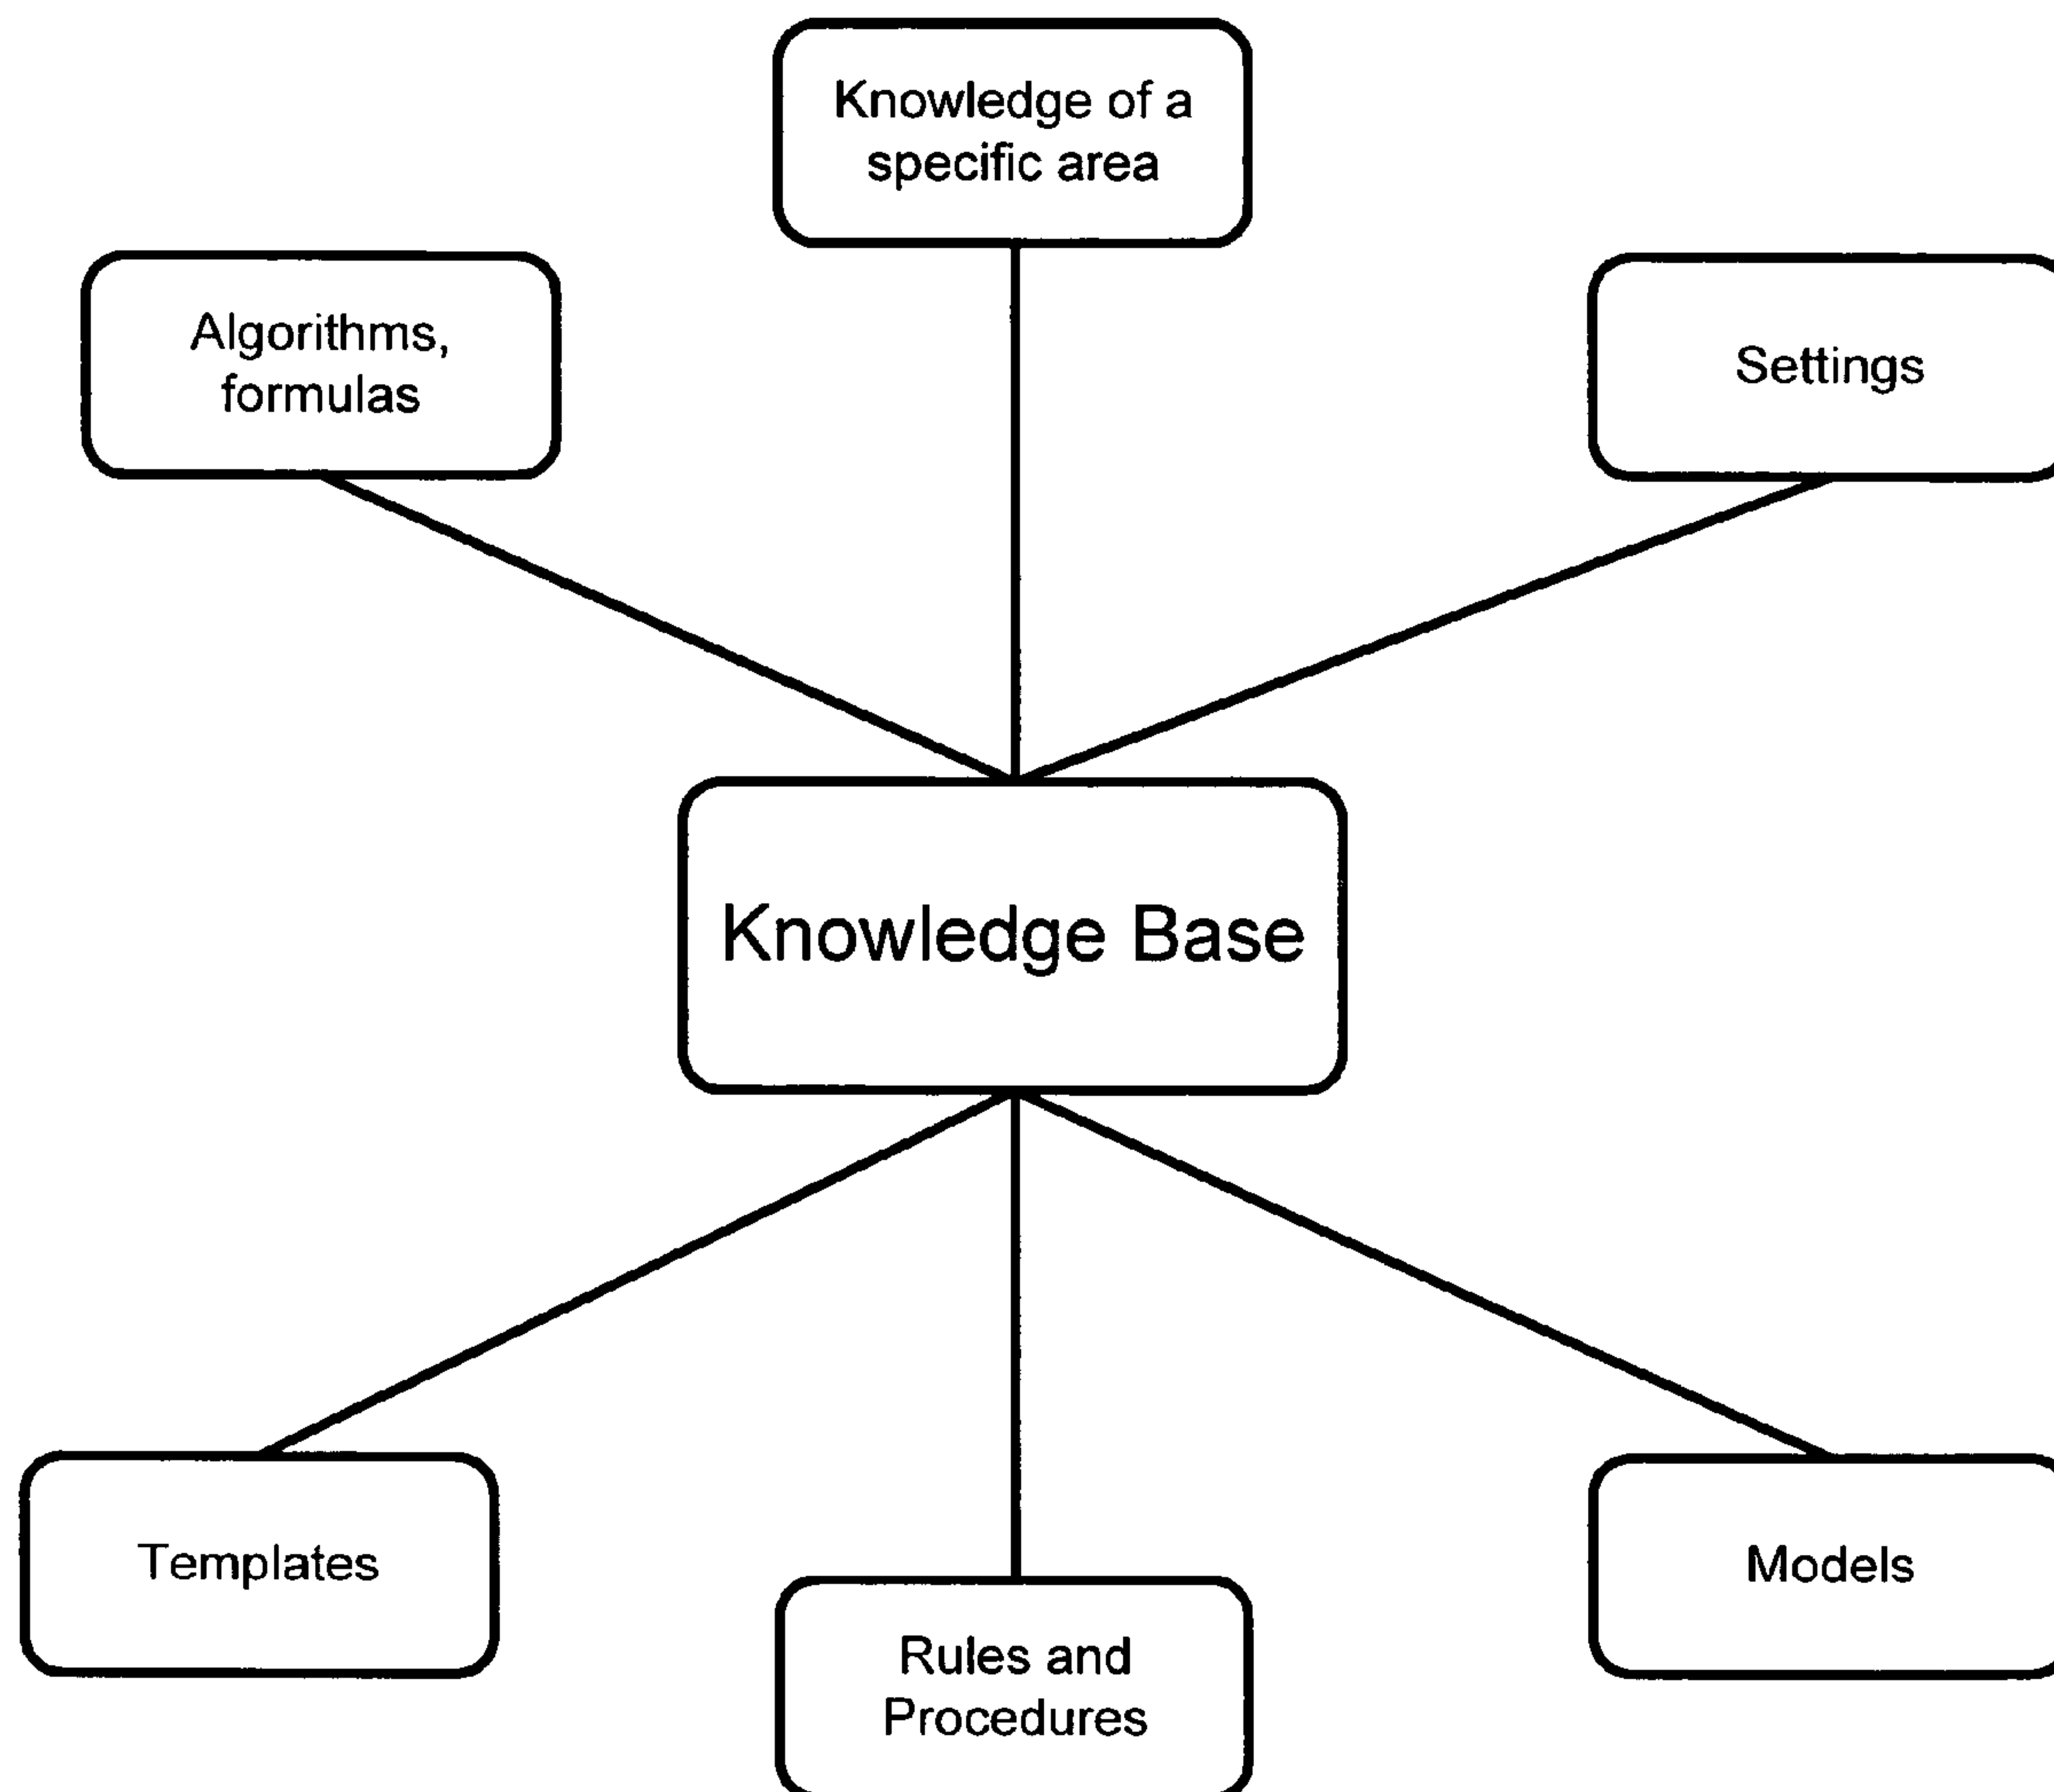 Knowledge of a
specific area
Algorithms,
formulas
Settings
Knowledge Base
Templates
Models
Rules and
Procedures